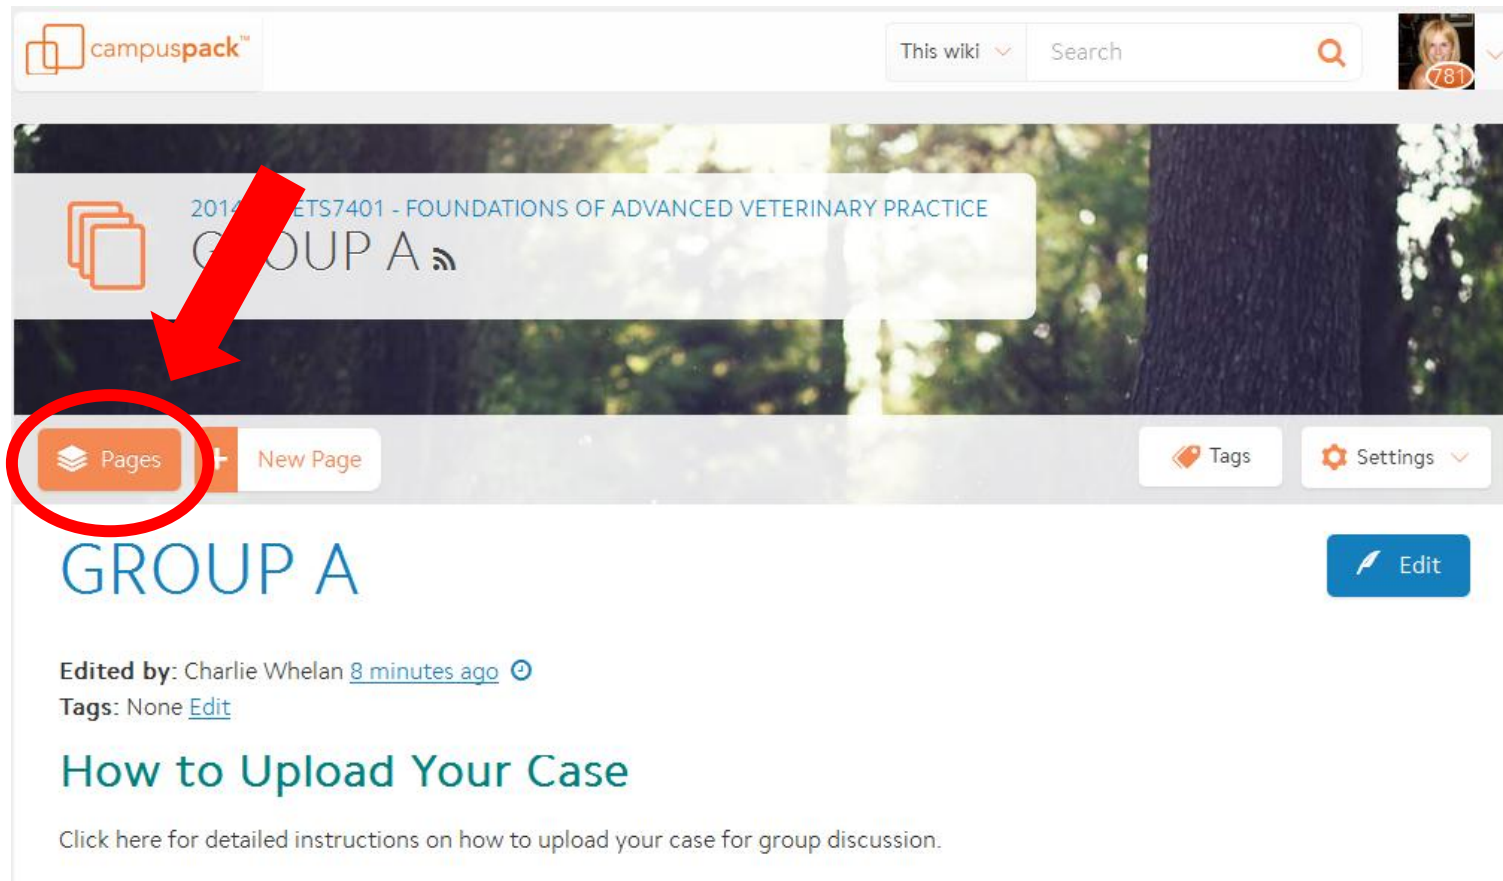 campuspack™
This wiki Search
781
2014 ETS7401 - FOUNDATIONS OF ADVANCED VETERINARY PRACTICE
GROUP A
Pages + New Page Tags Settings
GROUP A
Edit
Edited by: Charlie Whelan 8 minutes ago
Tags: None Edit
How to Upload Your Case
Click here for detailed instructions on how to upload your case for group discussion.